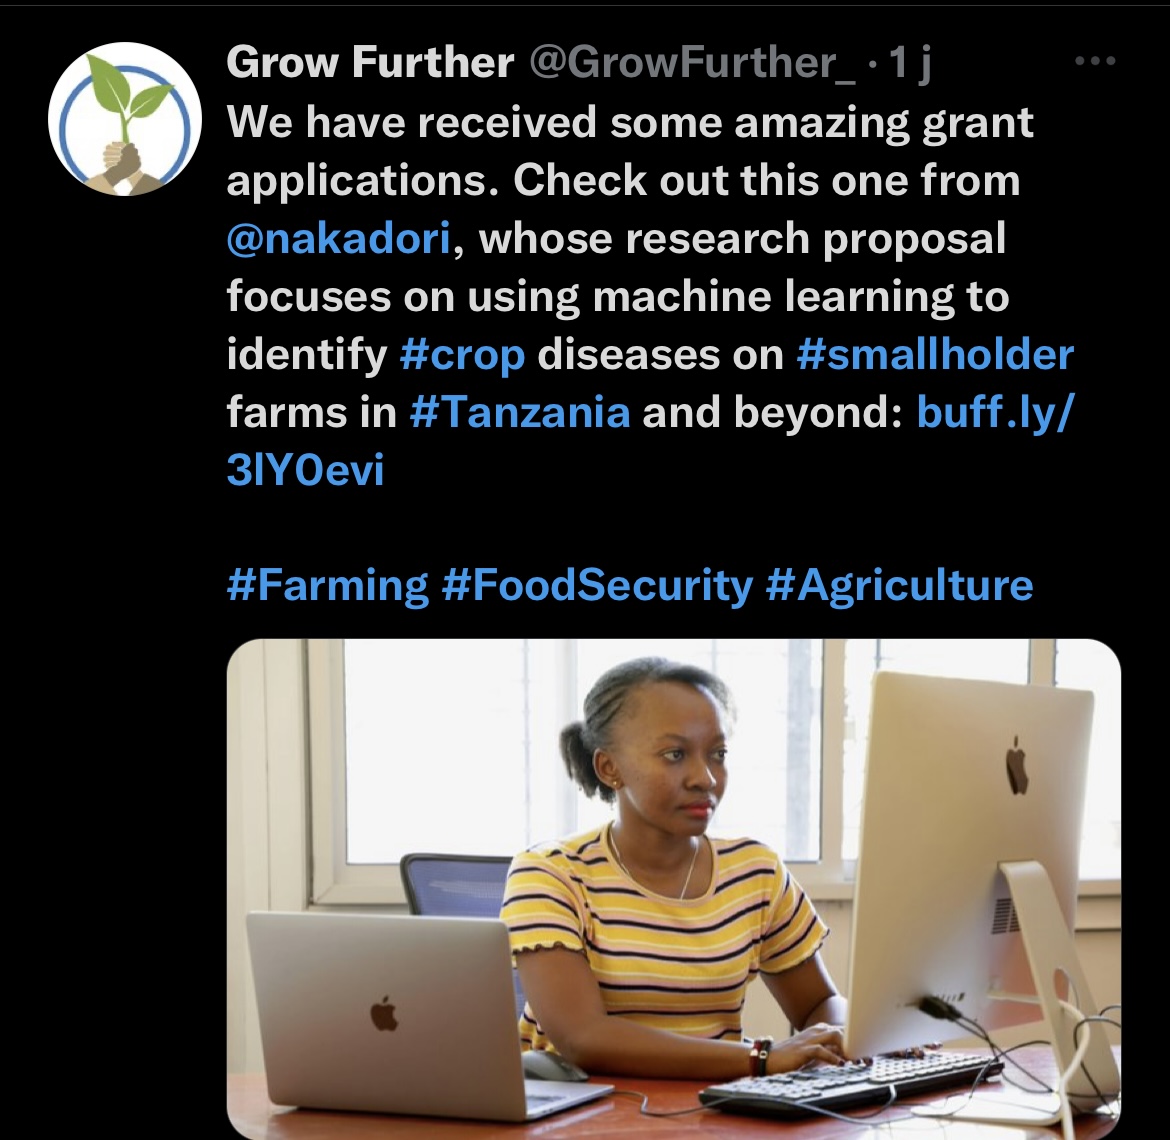 Grow Further @GrowFurther_ · 1 j
We have received some amazing grant
applications. Check out this one from
@nakadori, whose research proposal
focuses on using machine learning to
identify #crop diseases on #smallholder
farms in #Tanzania and beyond: buff.ly/
3lY0evi
#Farming #FoodSecurity #Agriculture